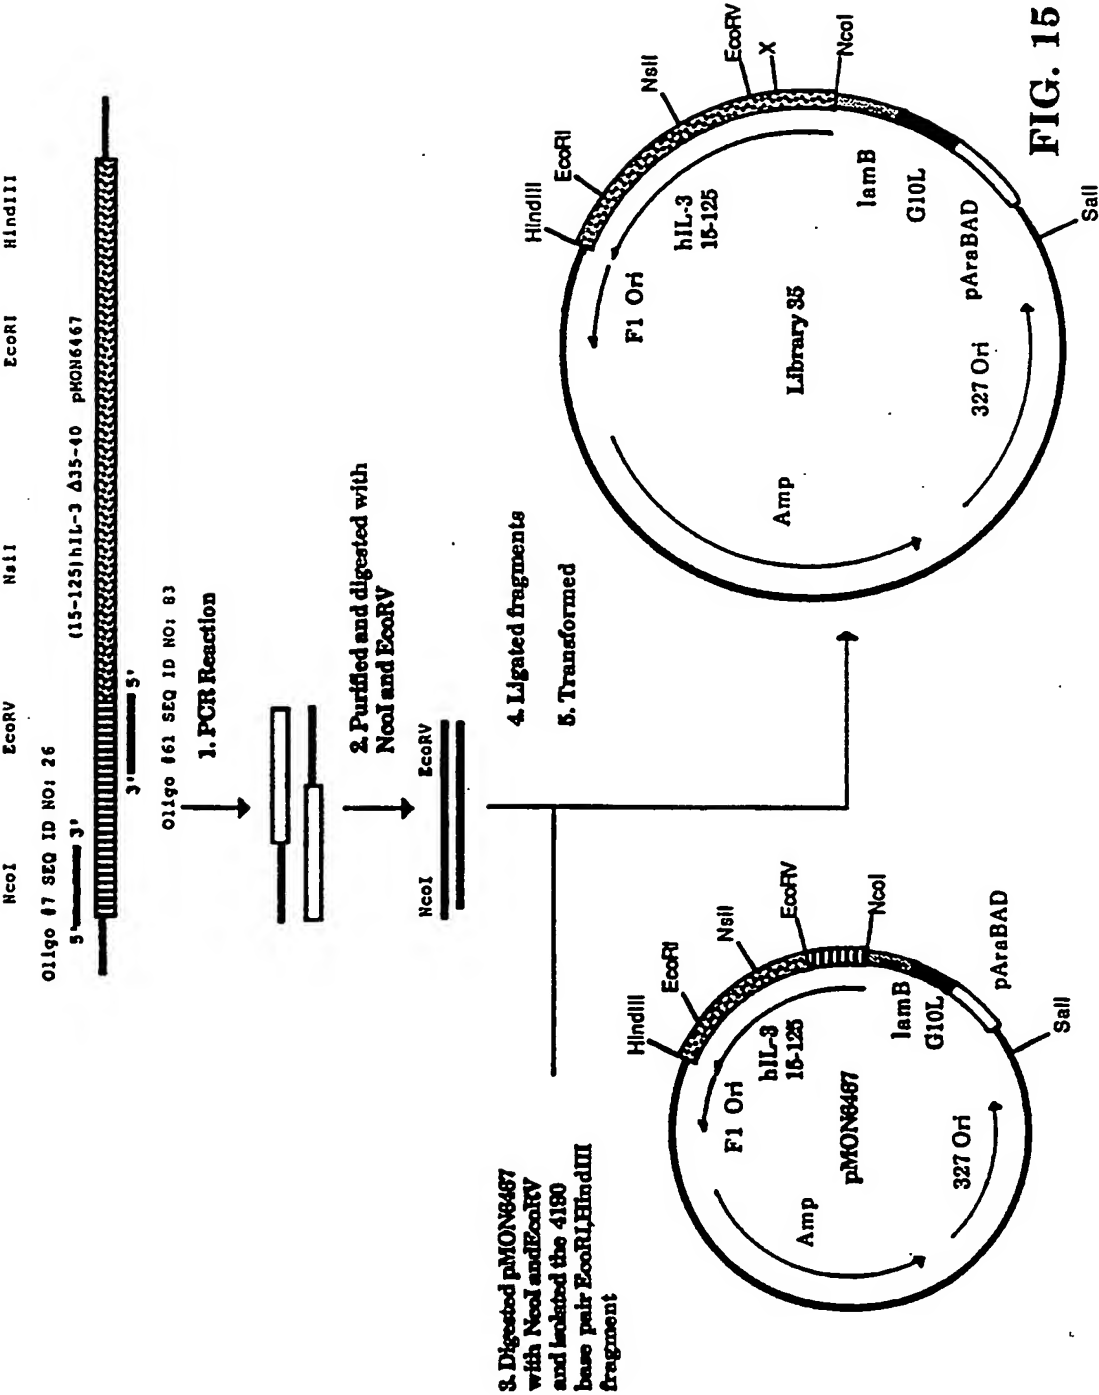 NcoI EcoRV NsiI EcoRI HindIII
Oligo #7 SEQ ID NO: 26
5' 3'
(15-125)hIL-3 Δ35-40 pMON6467
3' 5'
Oligo #61 SEQ ID NO: 83
1. PCR Reaction
2. Purified and digested with
NcoI and EcoRV
NcoI EcoRV
4. Ligated fragments
5. Transformed
3. Digested pMON6467
with NcoI andEcoRV
and isolated the 4190
base pair EcoRI,HindIII
fragment
HindIII
EcoRI
NsiI
EcoRV
NcoI
F1 Ori
hIL-3
15-125
lamB
G10L
pAraBAD
SalI
pMON6467
Amp
327 Ori
HindIII
EcoRI
NsiI
EcoRV
X
NcoI
F1 Ori
hIL-3
15-125
lamB
G10L
pAraBAD
SalI
Library 35
Amp
327 Ori
FIG. 15